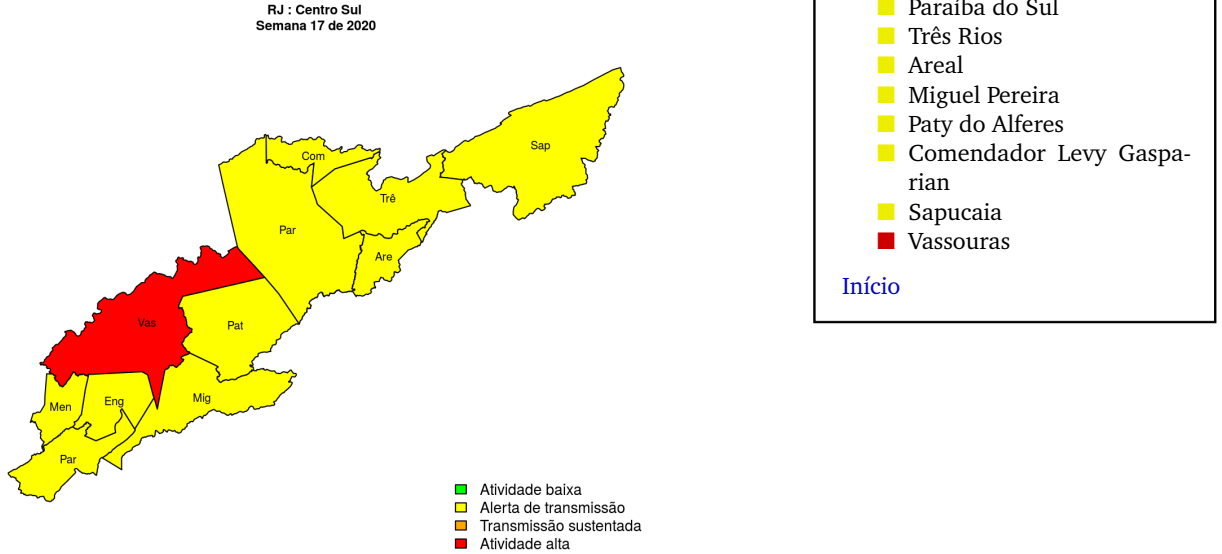 RJ : Centro Sul
Semana 17 de 2020
Sap
Com
Trê
Par
Are
Vas
Pat
Mig
Men
Eng
Par
Atividade baixa
Alerta de transmissão
Transmissão sustentada
Atividade alta
Paraíba do Sul
Três Rios
Areal
Miguel Pereira
Paty do Alferes
Comendador Levy Gaspa-
rian
Sapucaia
Vassouras
Início